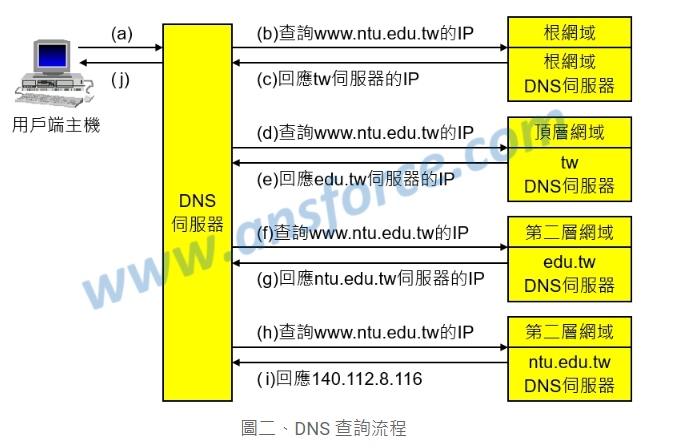 (a)
(j)
用戶端主機
DNS
伺服器
(b)查詢www.ntu.edu.tw的IP
(c)回應tw伺服器的IP
根網域
根網域
DNS伺服器
(d)查詢www.ntu.edu.tw的IP
(e)回應edu.tw伺服器的IP
頂層網域
tw
DNS伺服器
(f)查詢www.ntu.edu.tw的IP
(g)回應ntu.edu.tw伺服器的IP
第二層網域
edu.tw
DNS伺服器
(h)查詢www.ntu.edu.tw的IP
(i)回應140.112.8.116
第二層網域
ntu.edu.tw
DNS伺服器
www.ansforce.com
圖二、DNS 查詢流程